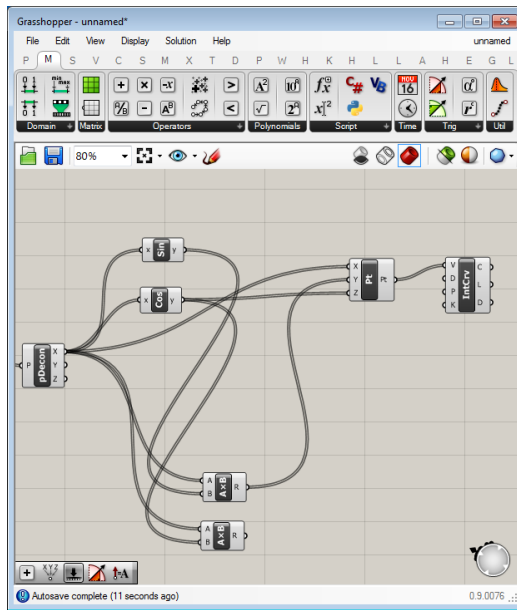 Grasshopper - unnamed*
File Edit View Display Solution Help unnamed
P M S V C S M X T D P W H K H L L A H E G L
Domain Matrix Operators Polynomials Script Time Trig Util
80%
x Sin y
x Cos y
P pDecon X Y Z
X Y Z Pt Pt
V D P K IntCrv C L D
A B A×B R
A B A×B R
Autosave complete (11 seconds ago) 0.9.0076